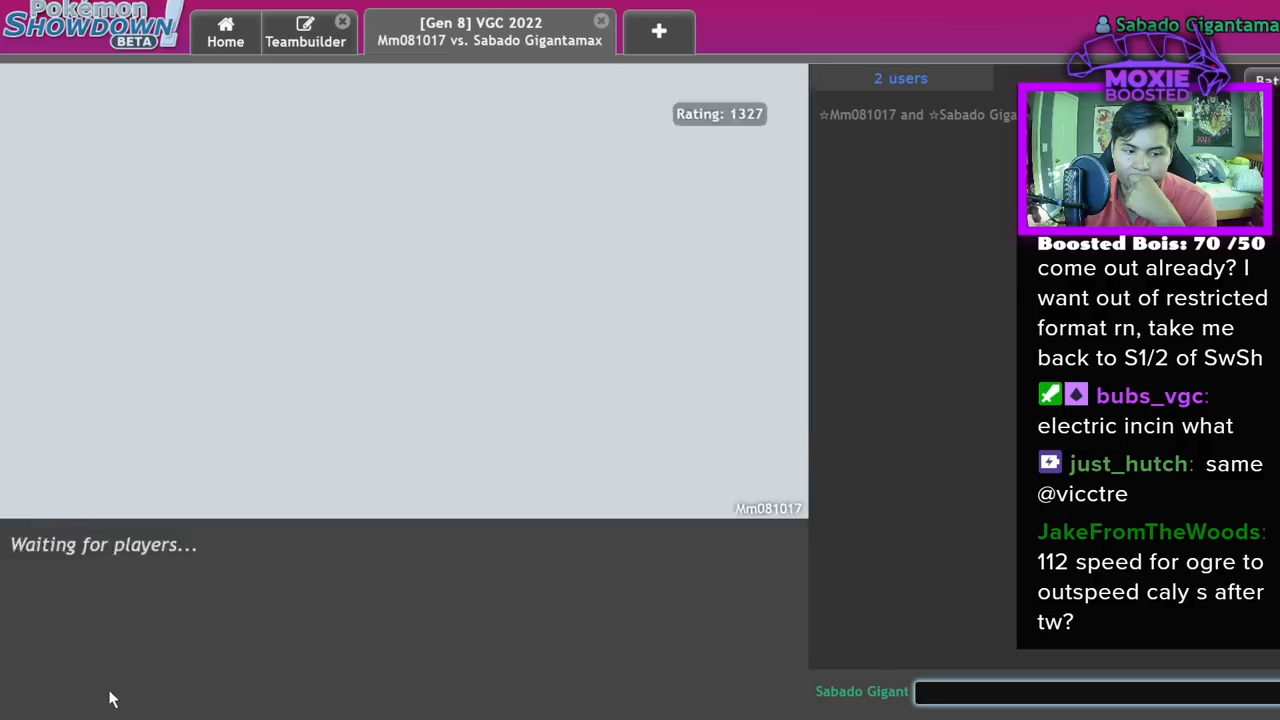 Pokémon
SHOWDOWN!
BETA
Home
Teambuilder
[Gen 8] VGC 2022
Mm081017 vs. Sabado Gigantamax
+
Sabado Gigantama
2 users
MOXIE
BOOSTED
Bat
Rating: 1327
☆Mm081017 and ☆Sabado Giga
Boosted Bois: 70 /50
come out already? I
want out of restricted
format rn, take me
back to S1/2 of SwSh
bubs_vgc:
electric incin what
just_hutch: same
@vicctre
JakeFromTheWoods:
112 speed for ogre to
outspeed caly s after
tw?
Mm081017
Waiting for players...
Sabado Gigant